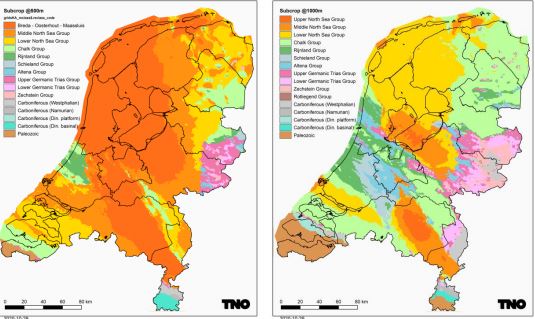 Subcrop @500m
Breda - Oosterhout - Maassluis
Middle North Sea Group
Lower North Sea Group
Chalk Group
Rijnland Group
Schieland Group
Altena Group
Upper Germanic Trias Group
Lower Germanic Trias Group
Zechstein Group
Carboniferous (Westphalian)
Carboniferous (Namurian)
Carboniferous (Din. platform)
Carboniferous (Din. basinal)
Paleozoic
0 20 40 80 km
TNO
Subcrop @1000m
Upper North Sea Group
Middle North Sea Group
Lower North Sea Group
Chalk Group
Rijnland Group
Schieland Group
Altena Group
Upper Germanic Trias Group
Lower Germanic Trias Group
Zechstein Group
Rotliegend Group
Carboniferous (Westphalian)
Carboniferous (Namurian)
Carboniferous (Din. platform)
Carboniferous (Din. basinal)
Paleozoic
0 20 40 80 km
TNO